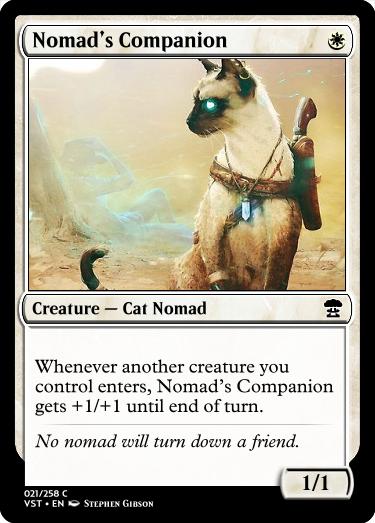 Nomad's Companion
Creature — Cat Nomad
Whenever another creature you
control enters, Nomad's Companion
gets +1/+1 until end of turn.
No nomad will turn down a friend.
1/1
021/258 C
VST • EN Stephen Gibson